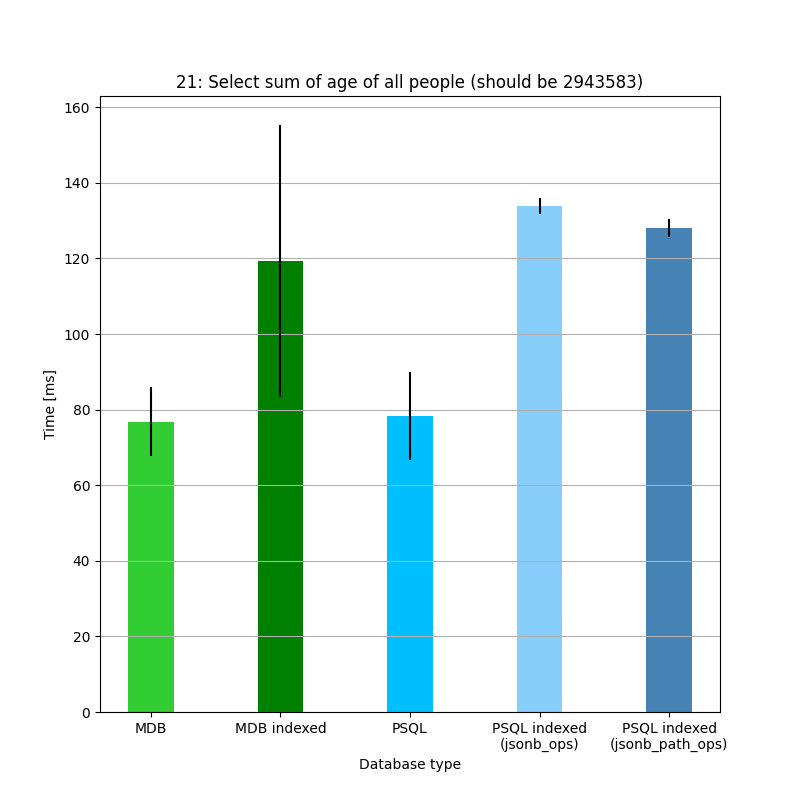 21: Select sum of age of all people (should be 2943583)
160
140
120
100
80
60
40
20
0
Time [ms]
MDB
MDB indexed
PSQL
PSQL indexed
(jsonb_ops)
PSQL indexed
(jsonb_path_ops)
Database type